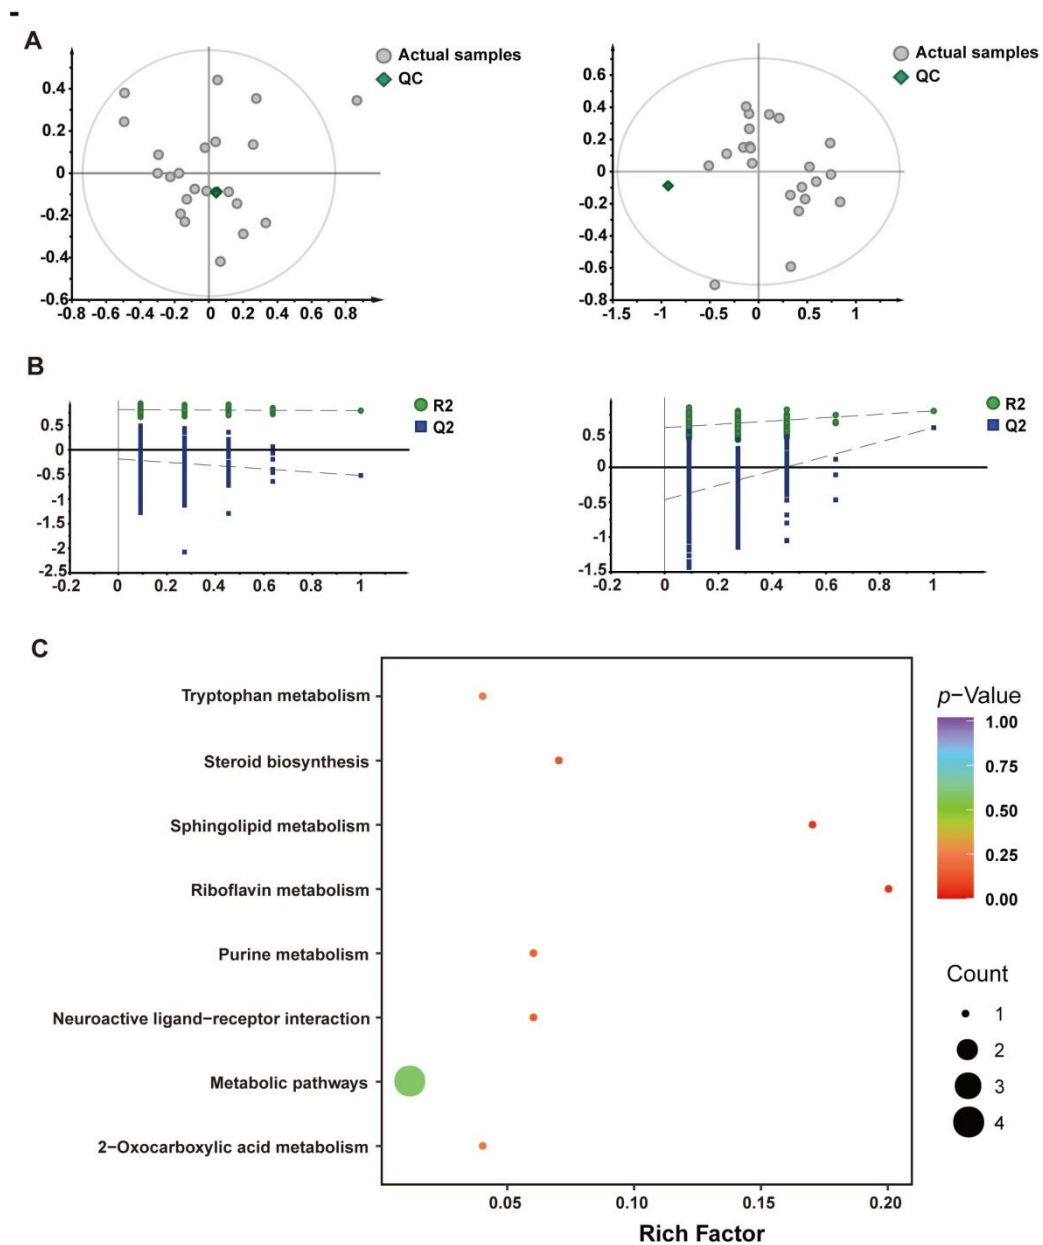 -
A
Actual samples
QC
0.4
0.2
0
-0.2
-0.4
-0.6
-0.8 -0.6 -0.4 -0.2 0 0.2 0.4 0.6 0.8
Actual samples
QC
0.6
0.4
0.2
0
-0.2
-0.4
-0.6
-0.8
-1.5 -1 -0.5 0 0.5 1
B
R2
Q2
0.5
0
-0.5
-1
-1.5
-2
-2.5
-0.2 0 0.2 0.4 0.6 0.8 1
R2
Q2
0.5
0
-0.5
-1
-1.5
-0.2 0 0.2 0.4 0.6 0.8 1
C
Tryptophan metabolism
Steroid biosynthesis
Sphingolipid metabolism
Riboflavin metabolism
Purine metabolism
Neuroactive ligand−receptor interaction
Metabolic pathways
2−Oxocarboxylic acid metabolism
0.05 0.10 0.15 0.20
Rich Factor
p−Value
1.00
0.75
0.50
0.25
0.00
Count
1
2
3
4